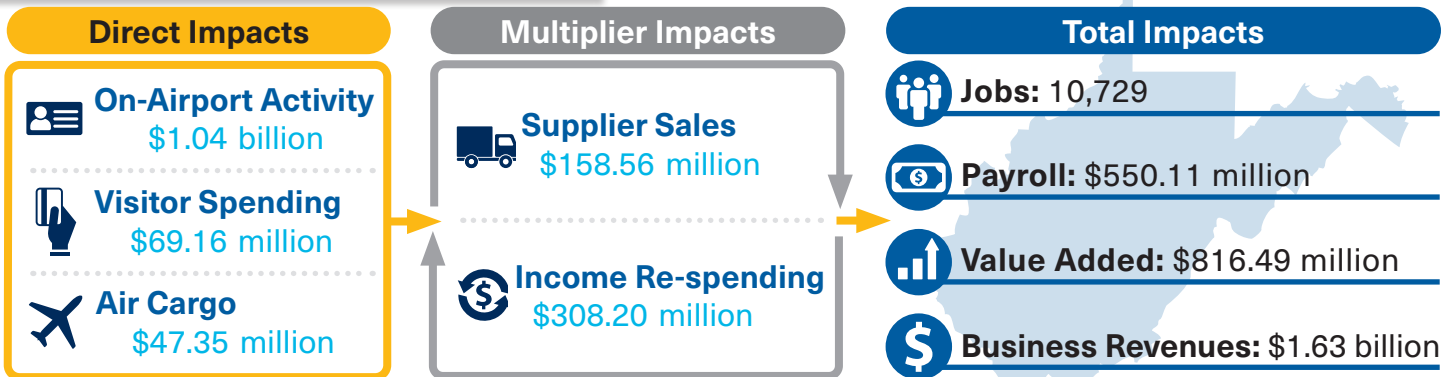 Direct Impacts
On-Airport Activity
$1.04 billion
Visitor Spending
$69.16 million
Air Cargo
$47.35 million
Multiplier Impacts
Supplier Sales
$158.56 million
Income Re-spending
$308.20 million
Total Impacts
Jobs: 10,729
Payroll: $550.11 million
Value Added: $816.49 million
Business Revenues: $1.63 billion